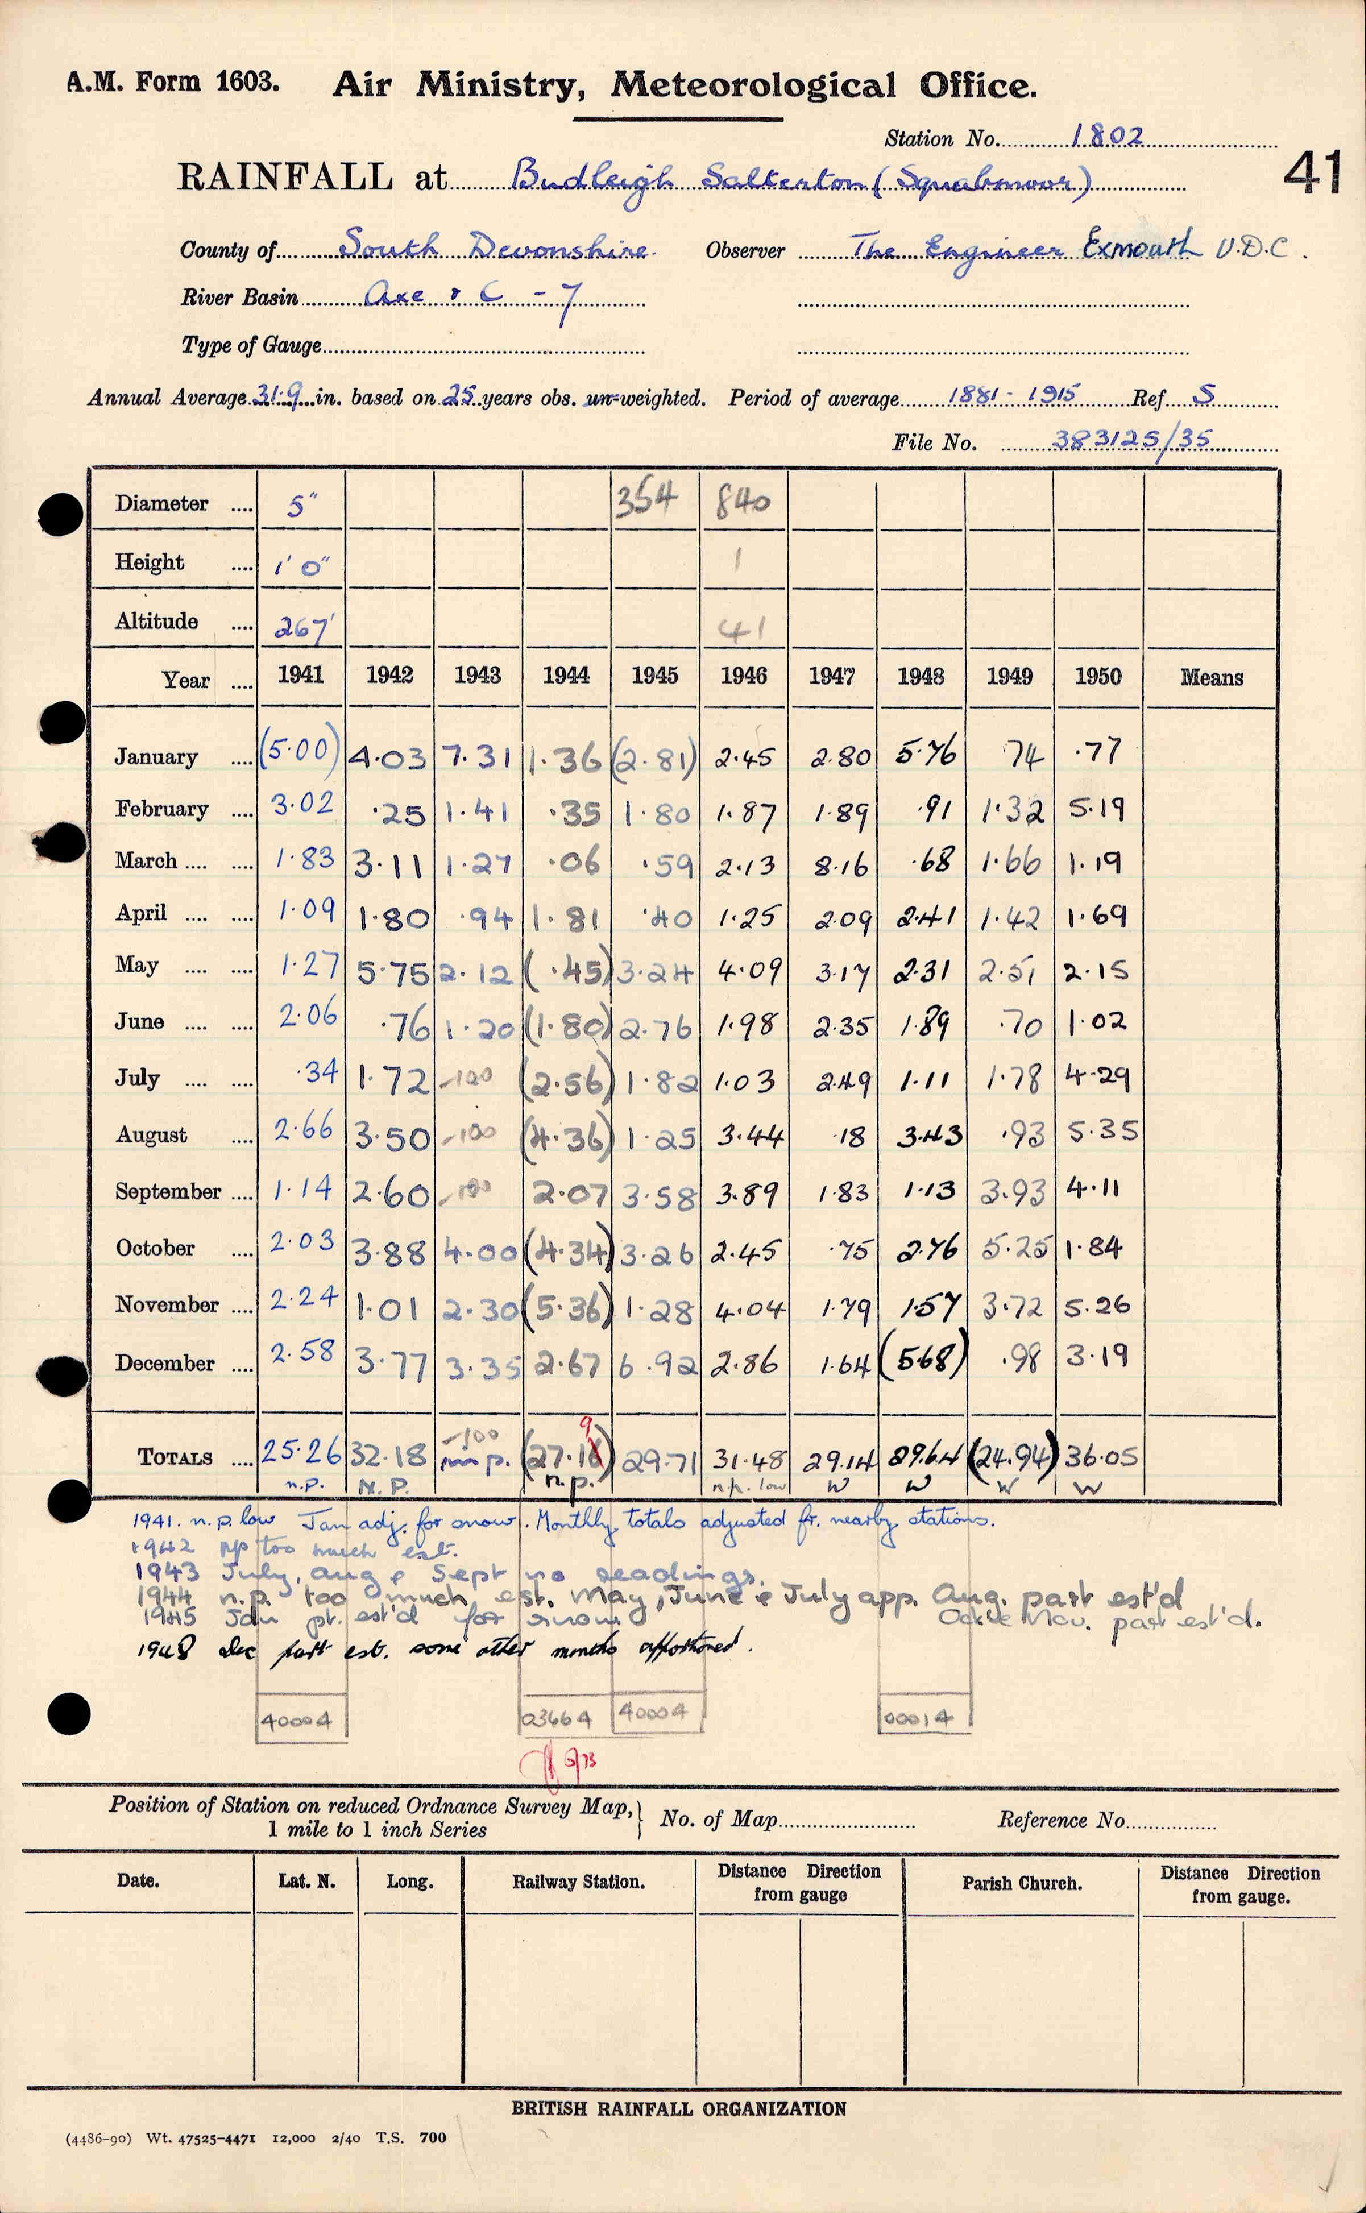 A.M. Form 1603. Air Ministry, Meteorological Office.
Station No. 1802
41
RAINFALL at Budleigh Salterton (Squabmoor)
County of South Devonshire. Observer The Engineer Exmouth U.D.C.
River Basin Axe & C - 7
Type of Gauge
Annual Average 31.9 in. based on 25 years obs. un-weighted. Period of average 1881 - 1915 Ref S
File No. 383125/35
Diameter .... 5" 354 840
Height .... 1' 0" 1
Altitude .... 267' 41
Year .... 1941 1942 1943 1944 1945 1946 1947 1948 1949 1950 Means
January .... (5.00) 4.03 7.31 1.36 (2.81) 2.45 2.80 5.76 74 .77
February .... 3.02 .25 1.41 .35 1.80 1.87 1.89 .91 1.32 5.19
March .... .... 1.83 3.11 1.27 .06 .59 2.13 8.16 .68 1.66 1.19
April .... .... 1.09 1.80 .94 1.81 .40 1.25 2.09 2.41 1.42 1.69
May .... .... 1.27 5.75 2.12 ( .45) 3.24 4.09 3.17 2.31 2.51 2.15
June .... .... 2.06 .76 1.20 (1.80) 2.76 1.98 2.35 1.89 .70 1.02
July .... .... .34 1.72 -100 (2.56) 1.82 1.03 2.49 1.11 1.78 4.29
August .... 2.66 3.50 -100 (4.36) 1.25 3.44 .18 3.43 .93 5.35
September .... 1.14 2.60 -100 2.07 3.58 3.89 1.83 1.13 3.93 4.11
October .... 2.03 3.88 4.00 (4.34) 3.26 2.45 .75 2.76 5.25 1.84
November .... 2.24 1.01 2.30 (5.36) 1.28 4.04 1.79 1.57 3.72 5.26
December .... 2.58 3.77 3.35 2.67 6.92 2.86 1.64 (5.68) .98 3.19
-100 9
TOTALS .... 25.26 32.18 n.p. (27.18) 29.71 31.48 29.14 29.64 (24.94) 36.05
n.p. N.P. n.p. n.p. low W W W W
1941. n.p. low Jan adj. for snow. Monthly totals adjusted fr. nearby stations.
1942 np too much est.
1943 July, Aug & Sept no readings.
1944 n.p. too much est. May, June & July app. Aug. part est'd
Oct & Nov. part est'd.
1945 Jan pt. est'd for snow
1948 Dec part est. some other months apportioned.
40004 03664 40004 00014
6/73
Position of Station on reduced Ordnance Survey Map, 1 mile to 1 inch Series } No. of Map Reference No.
Date. Lat. N. Long. Railway Station. Distance Direction from gauge Parish Church. Distance Direction from gauge.
BRITISH RAINFALL ORGANIZATION
(4486-90) Wt. 47525-4471 12,000 2/40 T.S. 700